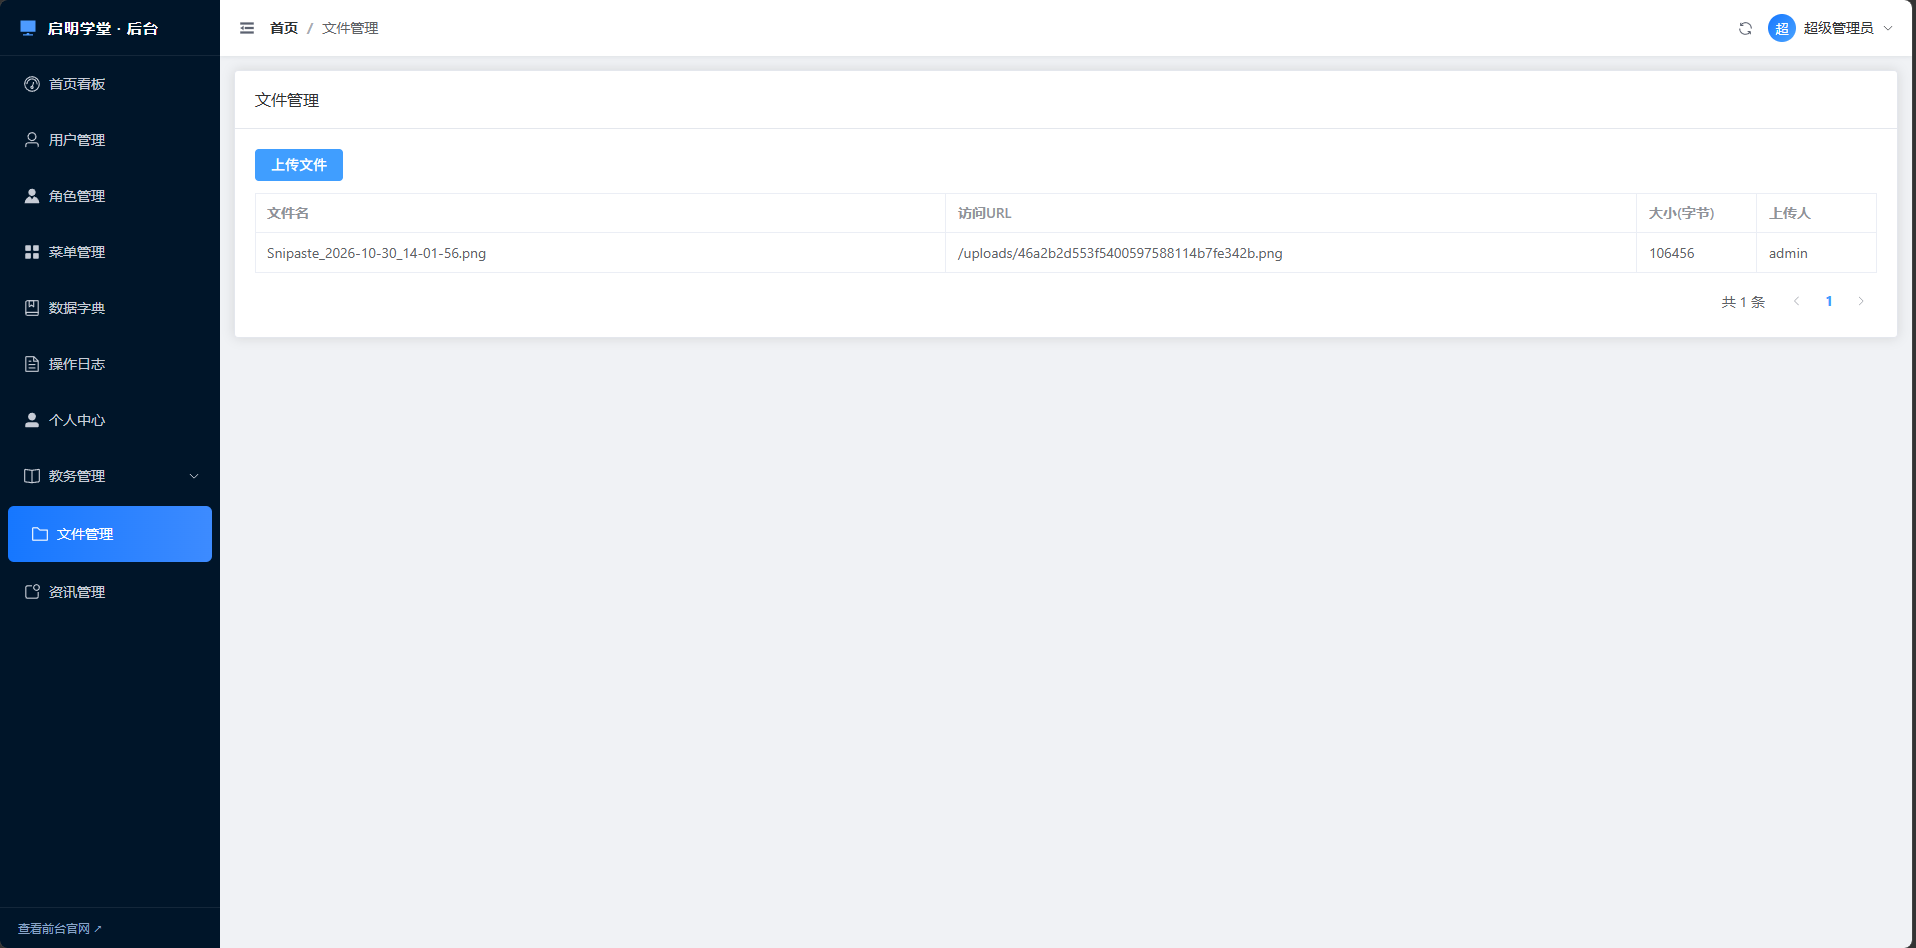 启明学堂 · 后台
首页看板
用户管理
角色管理
菜单管理
数据字典
操作日志
个人中心
教务管理
文件管理
资讯管理
查看前台官网 ↗
首页 / 文件管理
超 超级管理员
文件管理
上传文件
文件名 访问URL 大小(字节) 上传人
Snipaste_2026-10-30_14-01-56.png /uploads/46a2b2d553f5400597588114b7fe342b.png 106456 admin
共 1 条 1